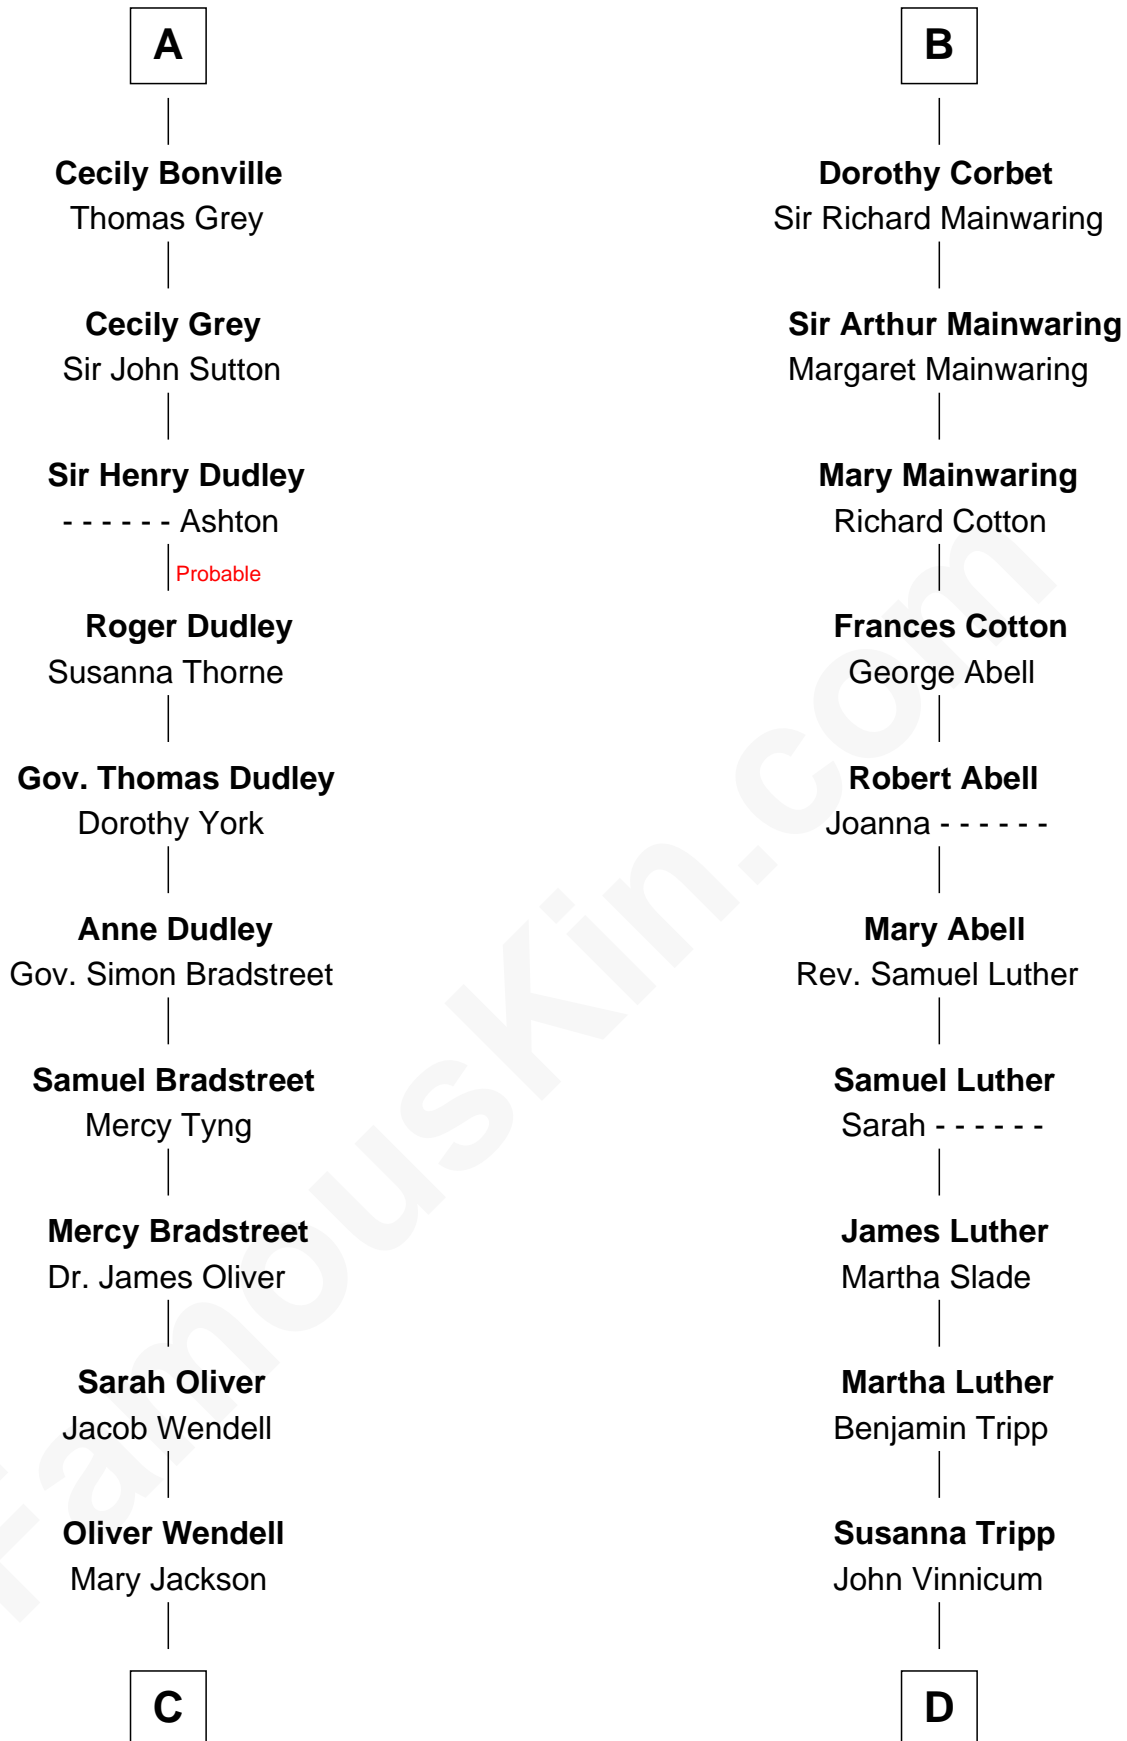 A
Cecily Bonville
Thomas Grey
Cecily Grey
Sir John Sutton
Sir Henry Dudley
- - - - - - Ashton
Probable
Roger Dudley
Susanna Thorne
Gov. Thomas Dudley
Dorothy York
Anne Dudley
Gov. Simon Bradstreet
Samuel Bradstreet
Mercy Tyng
Mercy Bradstreet
Dr. James Oliver
Sarah Oliver
Jacob Wendell
Oliver Wendell
Mary Jackson
C
B
Dorothy Corbet
Sir Richard Mainwaring
Sir Arthur Mainwaring
Margaret Mainwaring
Mary Mainwaring
Richard Cotton
Frances Cotton
George Abell
Robert Abell
Joanna - - - - - -
Mary Abell
Rev. Samuel Luther
Samuel Luther
Sarah - - - - - -
James Luther
Martha Slade
Martha Luther
Benjamin Tripp
Susanna Tripp
John Vinnicum
D
FamousKin.com